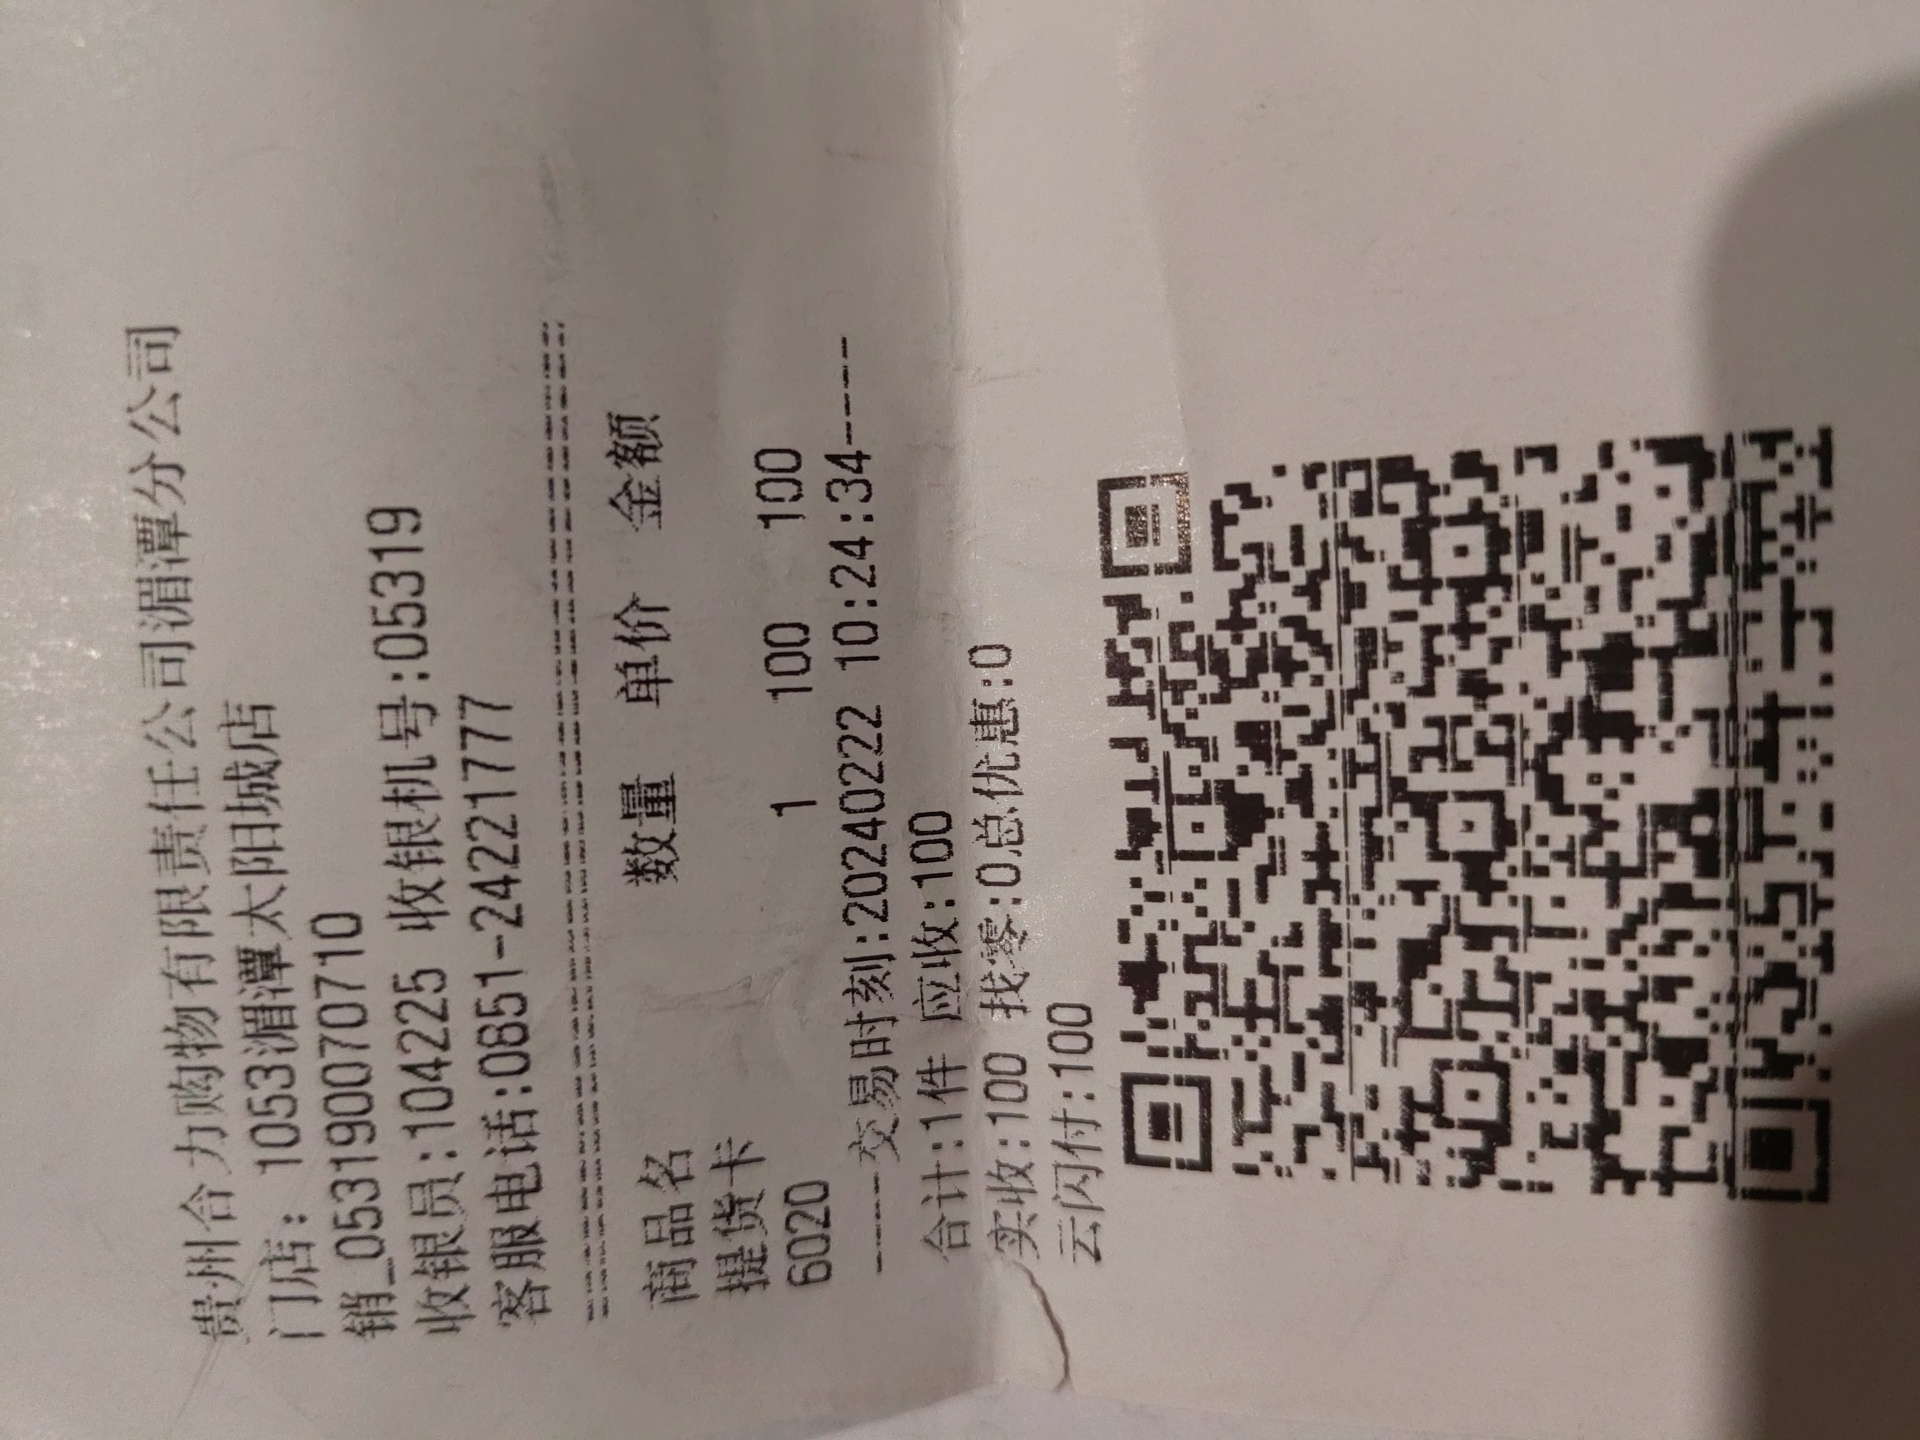 贵州合力购物有限责任公司湄潭分公司
门店：1053湄潭太阳城店
销_053190070710
收银员:104225 收银机号:05319
客服电话:0851-24221777
商品名 数量 单价 金额
提货卡
6020 1 100 100
----交易时刻:20240222 10:24:34----
合计:1件 应收:100
实收:100 找零:0总优惠:0
云闪付:100